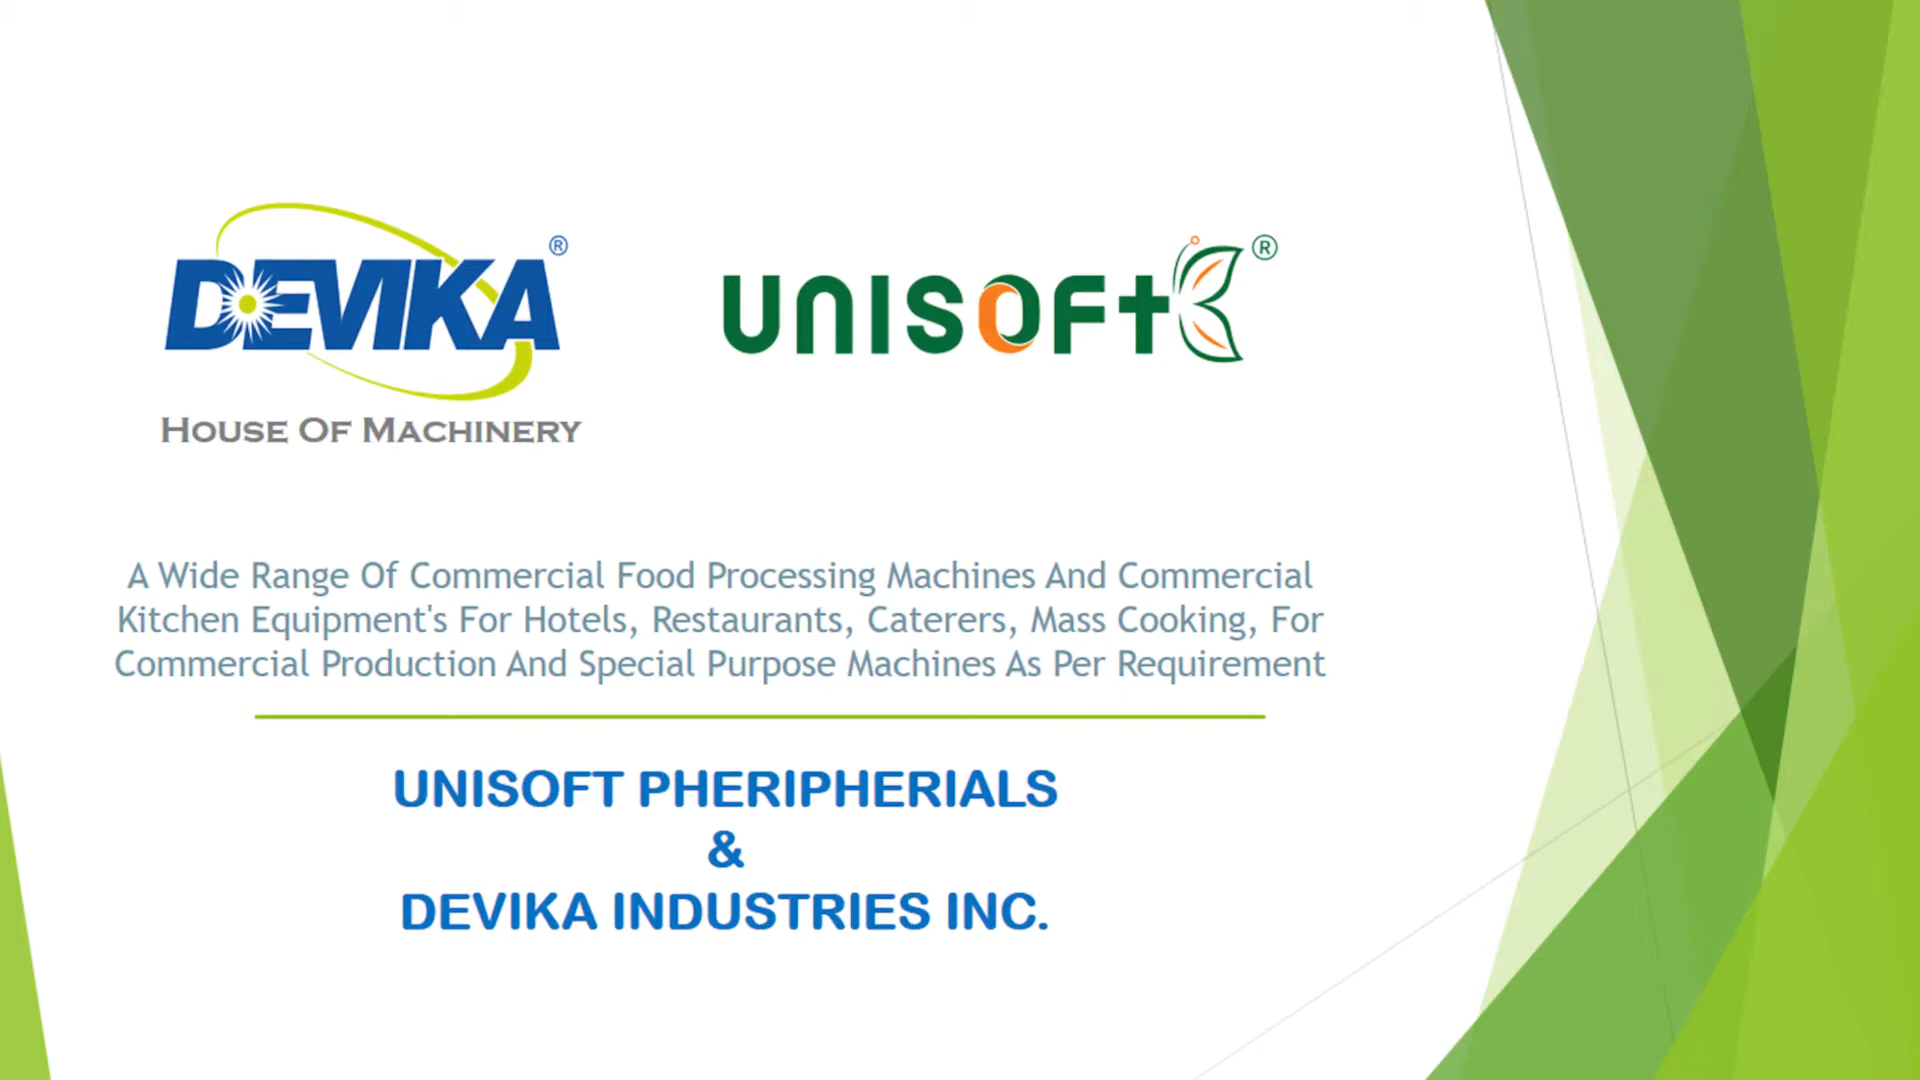 DEVIKA®
HOUSE OF MACHINERY
UNISOFT®
A Wide Range Of Commercial Food Processing Machines And Commercial
Kitchen Equipment's For Hotels, Restaurants, Caterers, Mass Cooking, For
Commercial Production And Special Purpose Machines As Per Requirement
UNISOFT PHERIPHERIALS
&
DEVIKA INDUSTRIES INC.